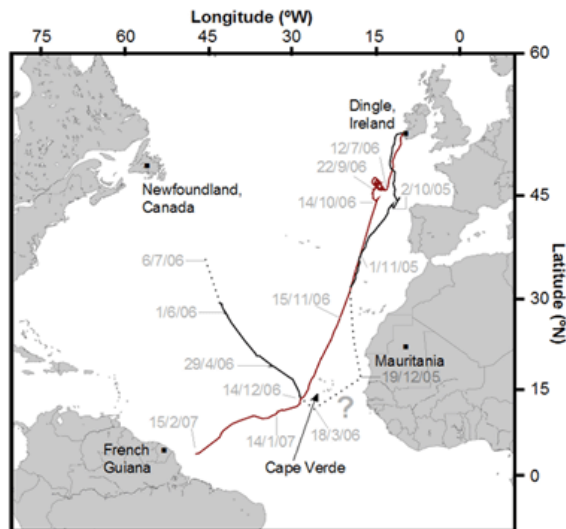 Longitude (ºW)
75 60 45 30 15 0
60
Dingle,
Ireland
12/7/06
22/9/06
Newfoundland,
Canada
14/10/06
2/10/05
45
6/7/06
1/11/05
1/6/06
15/11/06
30
Latitude (ºN)
Mauritania
29/4/06
19/12/05
14/12/06
15
?
15/2/07
14/1/07
18/3/06
French
Guiana
Cape Verde
0